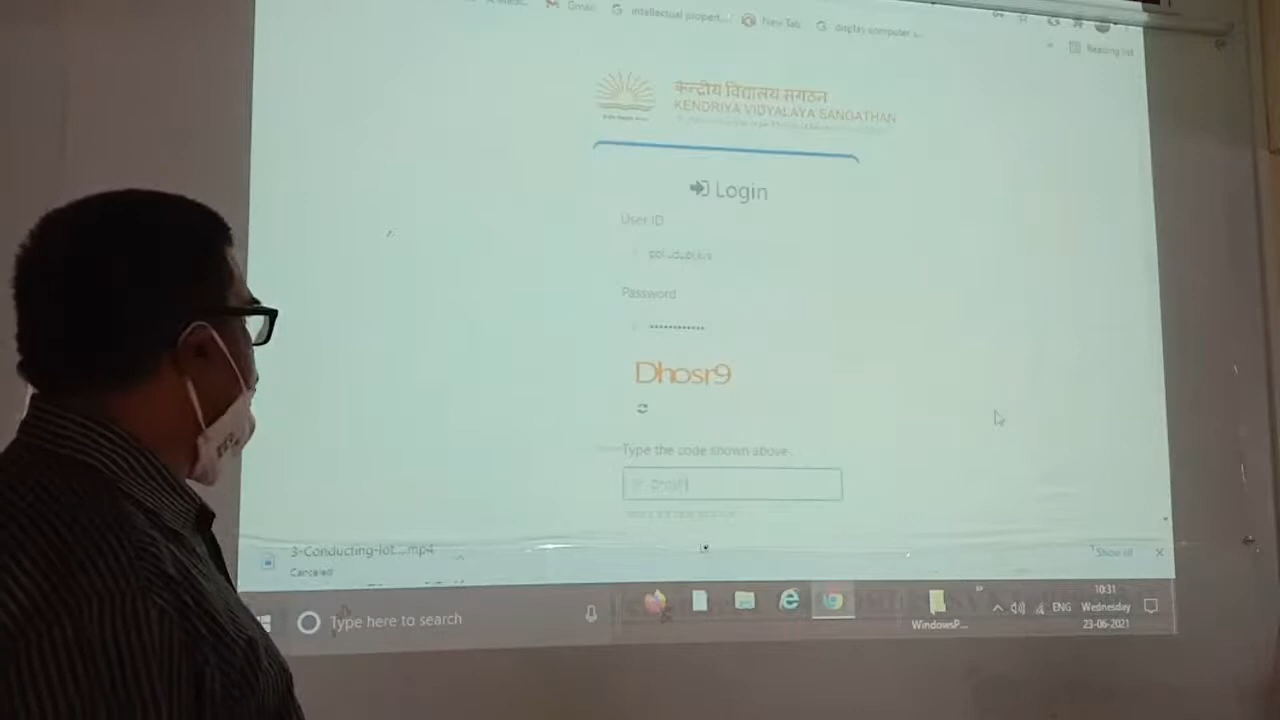 Gmail
intellectual propert...
New Tab
display computer s...
Reading list
केन्द्रीय विद्यालय संगठन
KENDRIYA VIDYALAYA SANGATHAN
Login
User ID
Password
••••••••••••
Dhosr9
Type the code shown above
3-Conducting-lot....mp4
Canceled
Show all
Type here to search
WindowsP...
ENG
10:31
Wednesday
23-06-2021